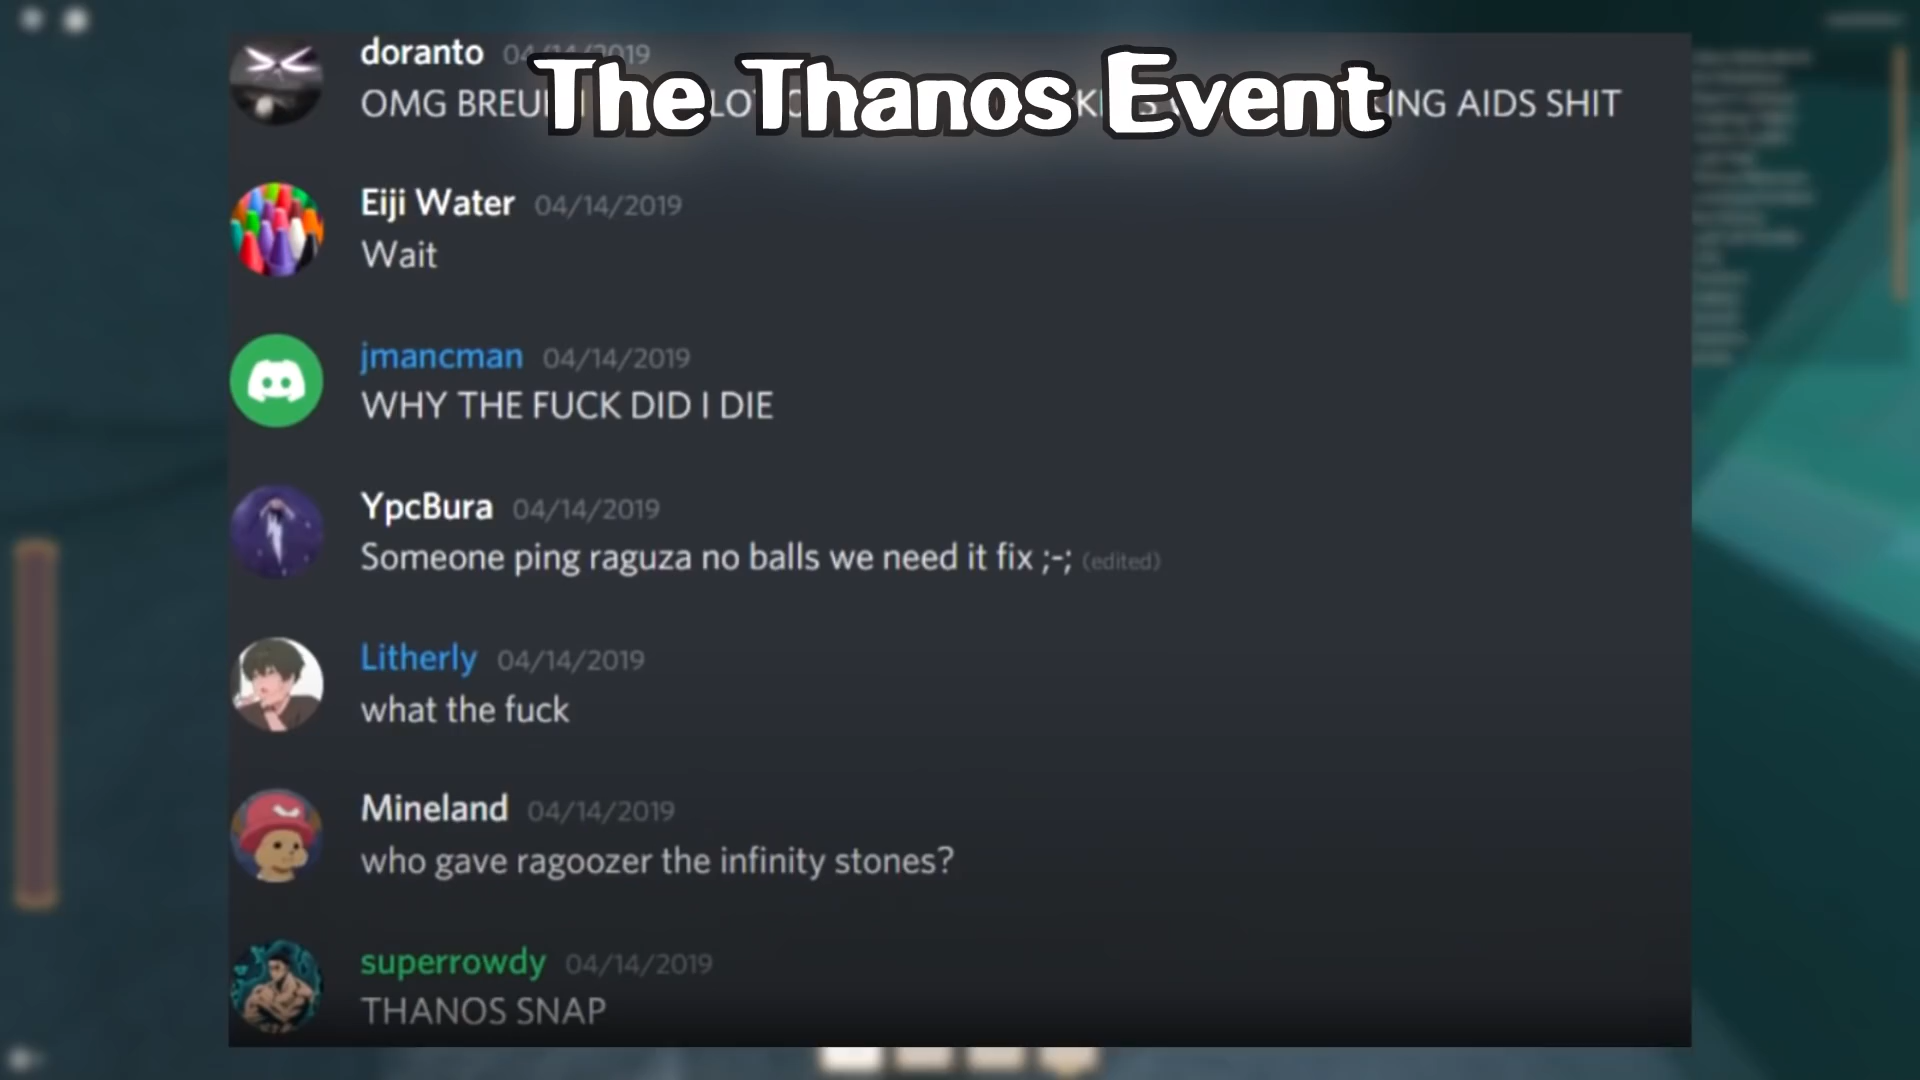 The Thanos Event
doranto 04/14/2019
OMG AIDS SHIT
Eiji Water 04/14/2019
Wait
jmancman 04/14/2019
WHY THE FUCK DID I DIE
YpcBura 04/14/2019
Someone ping raguza no balls we need it fix ;-; (edited)
Litherly 04/14/2019
what the fuck
Mineland 04/14/2019
who gave ragoozer the infinity stones?
superrowdy 04/14/2019
THANOS SNAP